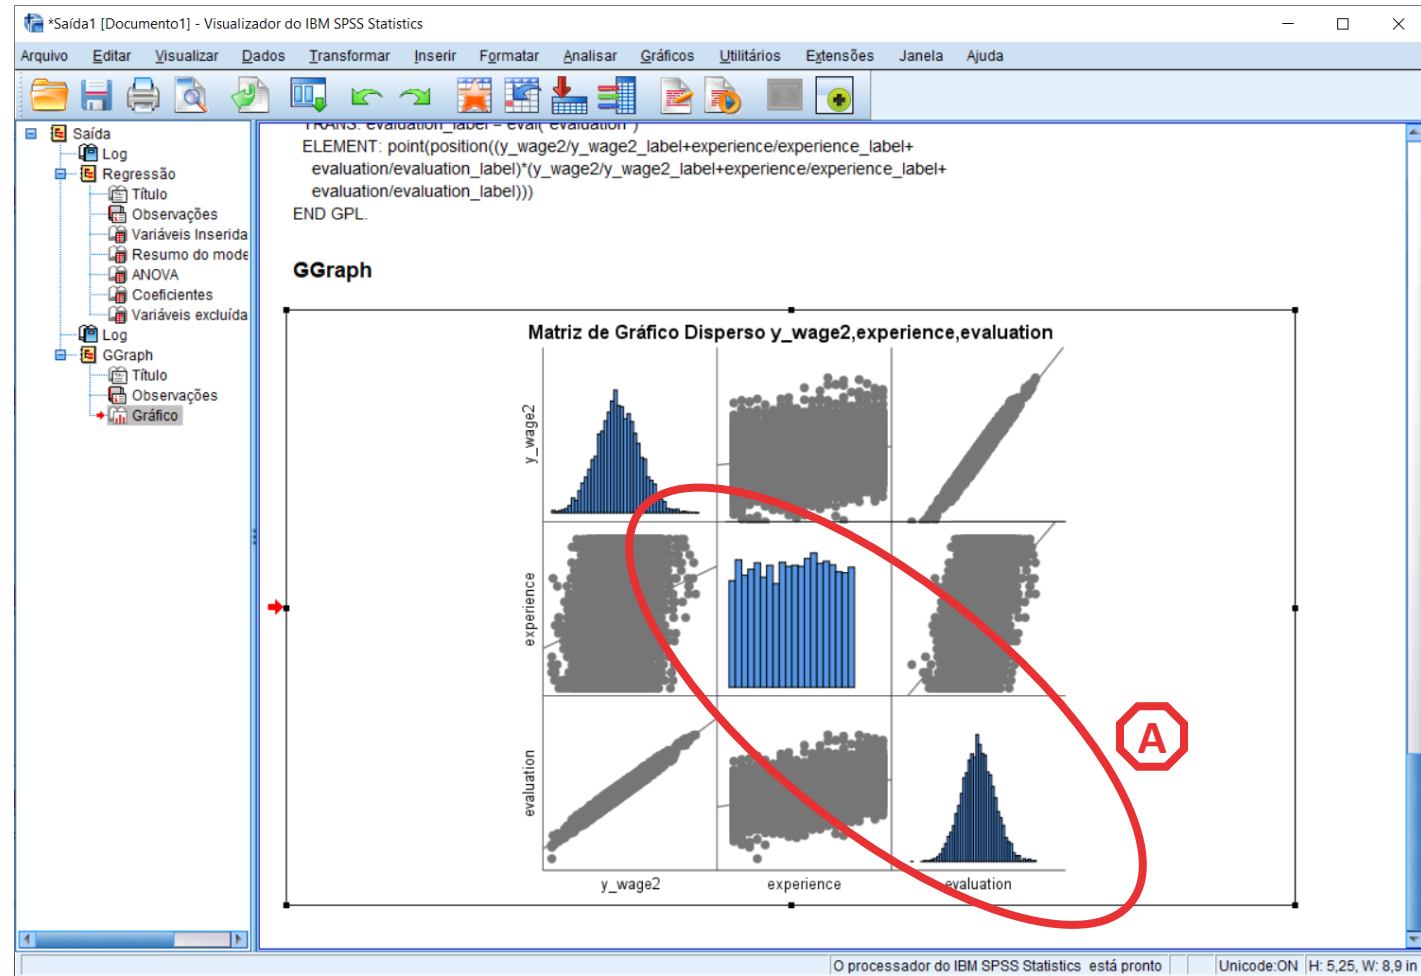 *Saída1 [Documento1] - Visualizador do IBM SPSS Statistics
Arquivo Editar Visualizar Dados Transformar Inserir Formatar Analisar Gráficos Utilitários Extensões Janela Ajuda
Saída
Log
Regressão
Título
Observações
Variáveis Inserida
Resumo do mode
ANOVA
Coeficientes
Variáveis excluída
Log
GGraph
Título
Observações
Gráfico
TRANS: evaluation_label = eval("evaluation")
ELEMENT: point(position((y_wage2/y_wage2_label+experience/experience_label+
evaluation/evaluation_label)*(y_wage2/y_wage2_label+experience/experience_label+
evaluation/evaluation_label)))
END GPL.
GGraph
Matriz de Gráfico Disperso y_wage2,experience,evaluation
y_wage2
experience
evaluation
y_wage2 experience evaluation
A
O processador do IBM SPSS Statistics está pronto Unicode:ON H: 5,25, W: 8,9 in